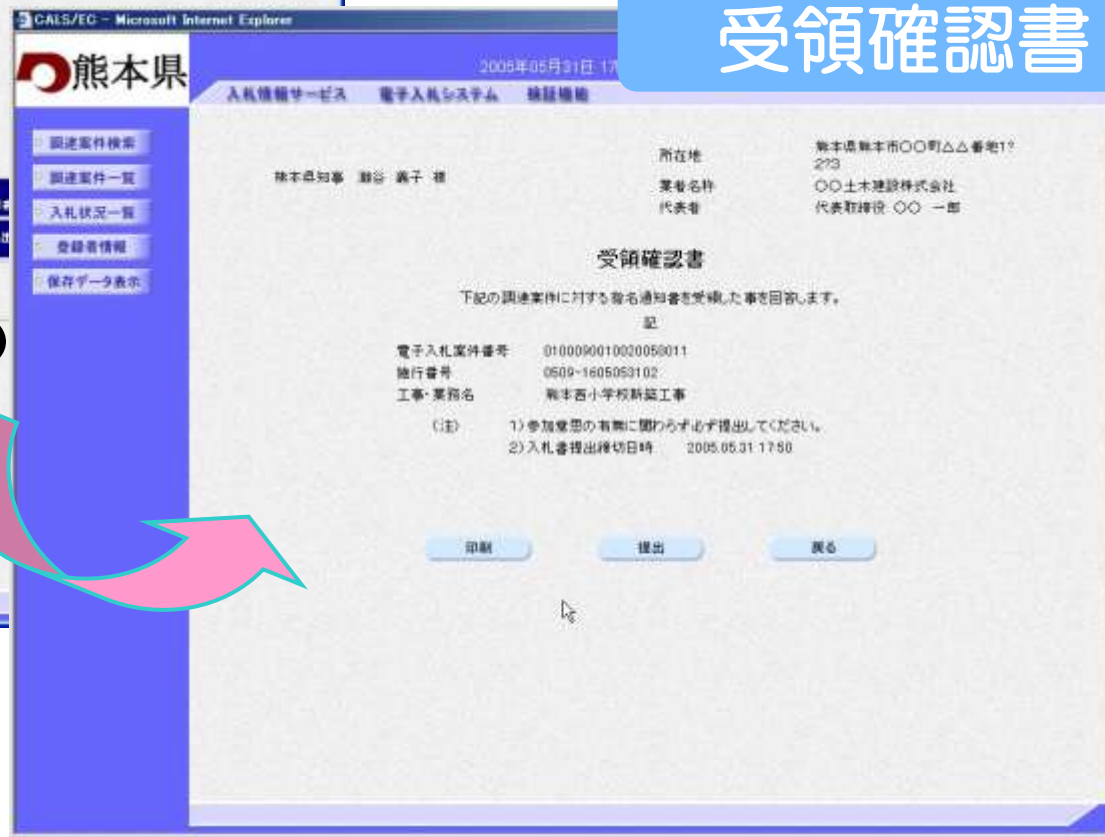 受領確認書
CALS/EC - Microsoft Internet Explorer
熊本県
2005年05月31日 17
入札情報サービス 電子入札システム 検証機能
調達案件検索
調達案件一覧
入札状況一覧
登録者情報
保存データ表示
所在地 熊本県熊本市○○町△△番地1?
2?3
熊本県知事 義子 様
業者名称 ○○土木建設株式会社
代表者 代表取締役 ○○ 一郎
受領確認書
下記の調達案件に対する指名通知書を受領した事を回答します。
記
電子入札案件番号 0100090010020050011
施行番号 0509-1605053102
工事・業務名 熊本西小学校新築工事
(注) 1)参加意思の有無に関わらず必ず提出してください。
2)入札書提出締切日時 2005.05.31 17:50
印刷 提出 戻る